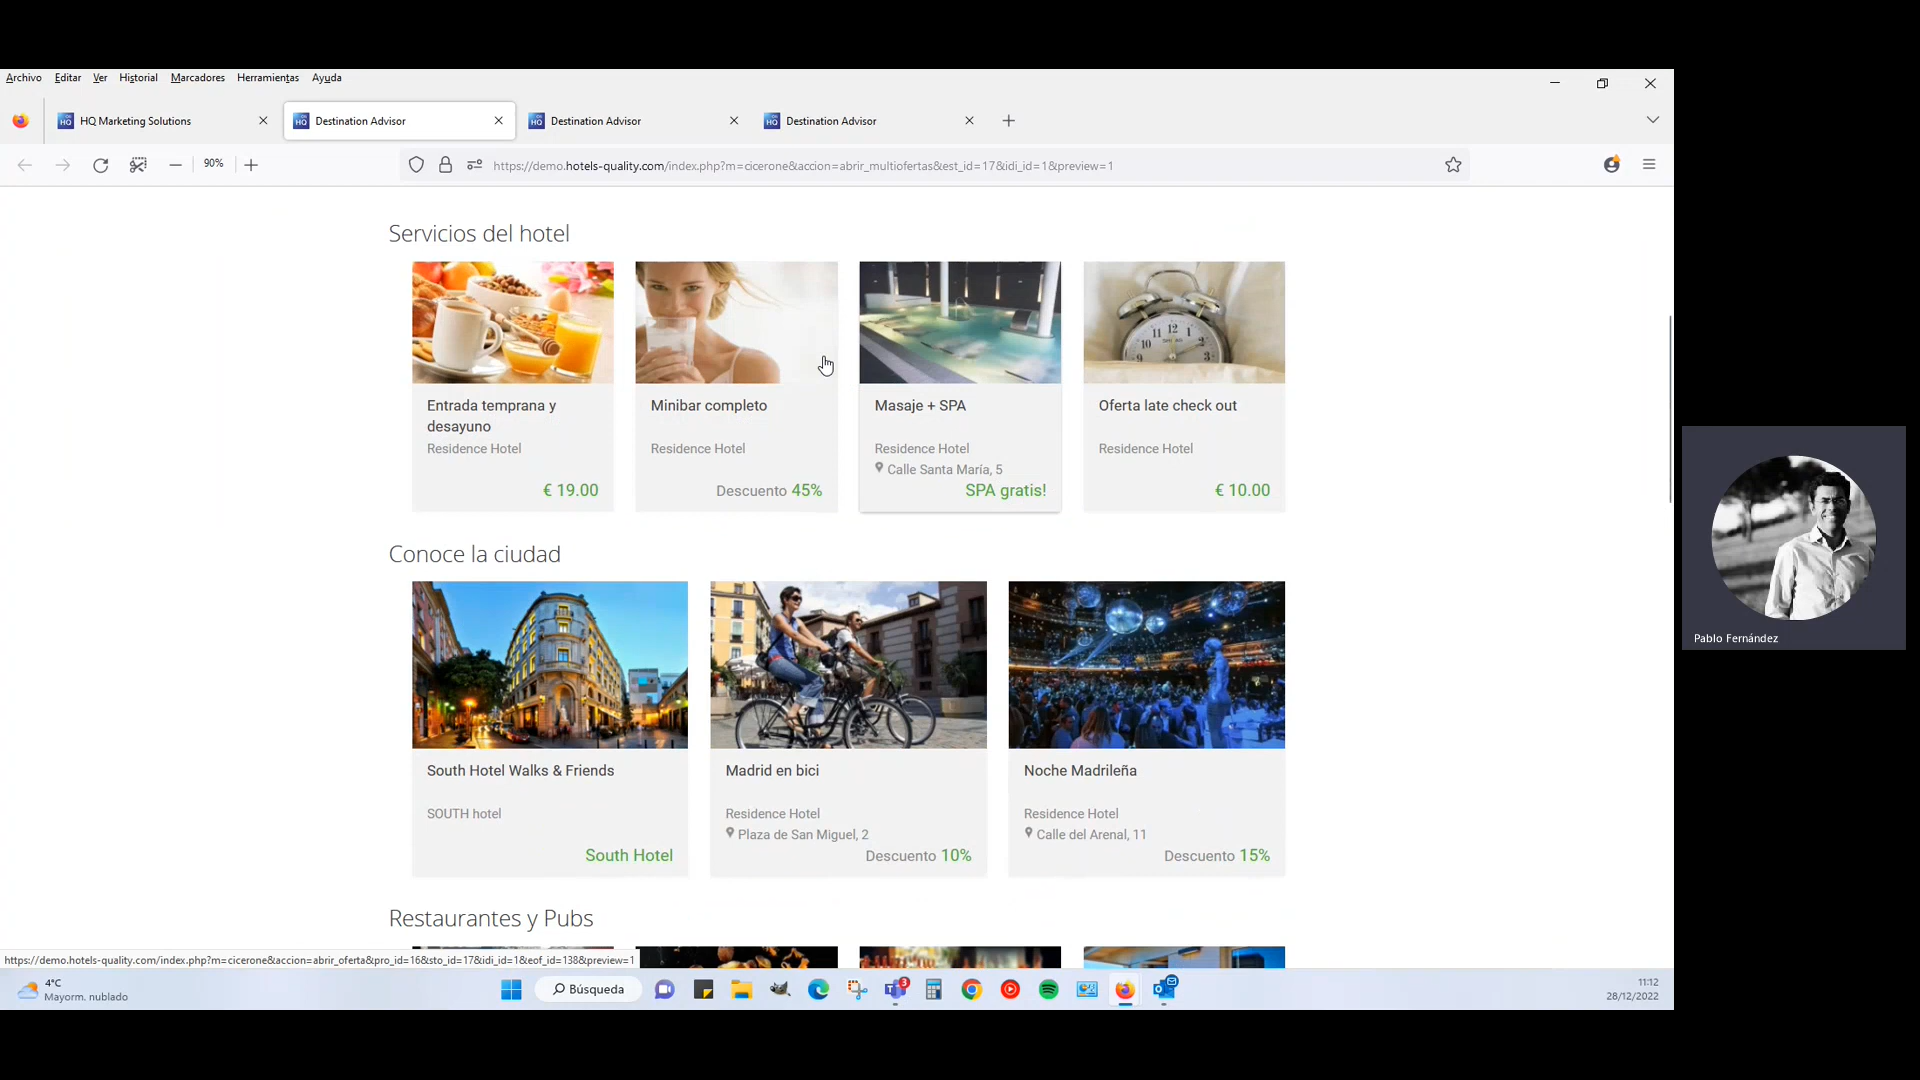 Archivo Editar Ver Historial Marcadores Herramientas Ayuda
HQ HQ Marketing Solutions
HQ Destination Advisor
HQ Destination Advisor
HQ Destination Advisor
90%
https://demo.hotels-quality.com/index.php?m=cicerone&accion=abrir_multiofertas&est_id=17&idi_id=1&preview=1
Servicios del hotel
Entrada temprana y
desayuno
Residence Hotel
€ 19.00
Minibar completo
Residence Hotel
Descuento 45%
Masaje + SPA
Residence Hotel
Calle Santa María, 5
SPA gratis!
Oferta late check out
Residence Hotel
€ 10.00
Conoce la ciudad
South Hotel Walks & Friends
SOUTH hotel
South Hotel
Madrid en bici
Residence Hotel
Plaza de San Miguel, 2
Descuento 10%
Noche Madrileña
Residence Hotel
Calle del Arenal, 11
Descuento 15%
Restaurantes y Pubs
https://demo.hotels-quality.com/index.php?m=cicerone&accion=abrir_oferta&pro_id=16&sto_id=17&idi_id=1&eof_id=138&preview=1
4°C
Mayorm. nublado
Búsqueda
3
11:12
28/12/2022
Pablo Fernández